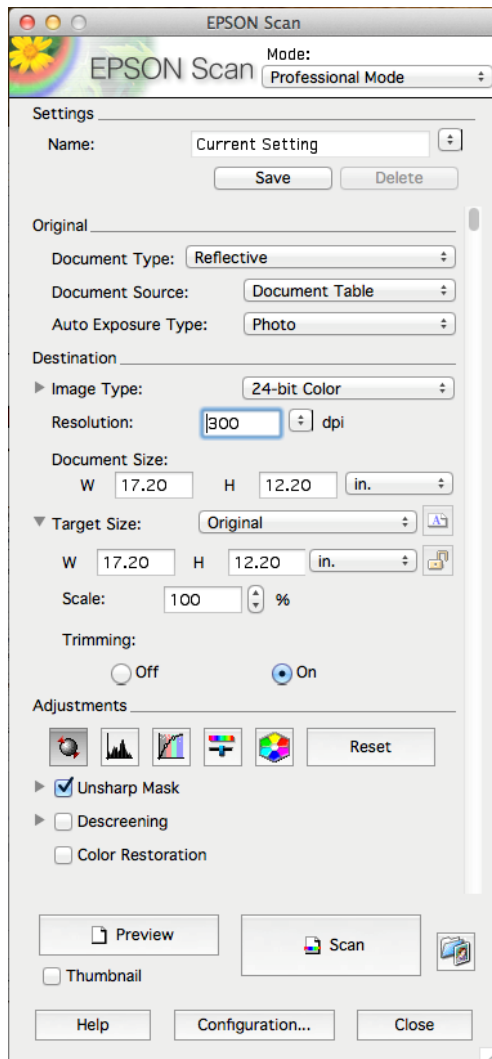 EPSON Scan
EPSON Scan
Mode:
Professional Mode
Settings
Name: Current Setting
Save Delete
Original
Document Type: Reflective
Document Source: Document Table
Auto Exposure Type: Photo
Destination
Image Type: 24-bit Color
Resolution: 300 dpi
Document Size:
W 17.20 H 12.20 in.
Target Size: Original
W 17.20 H 12.20 in.
Scale: 100 %
Trimming:
Off On
Adjustments
Reset
Unsharp Mask
Descreening
Color Restoration
Preview Scan
Thumbnail
Help Configuration... Close